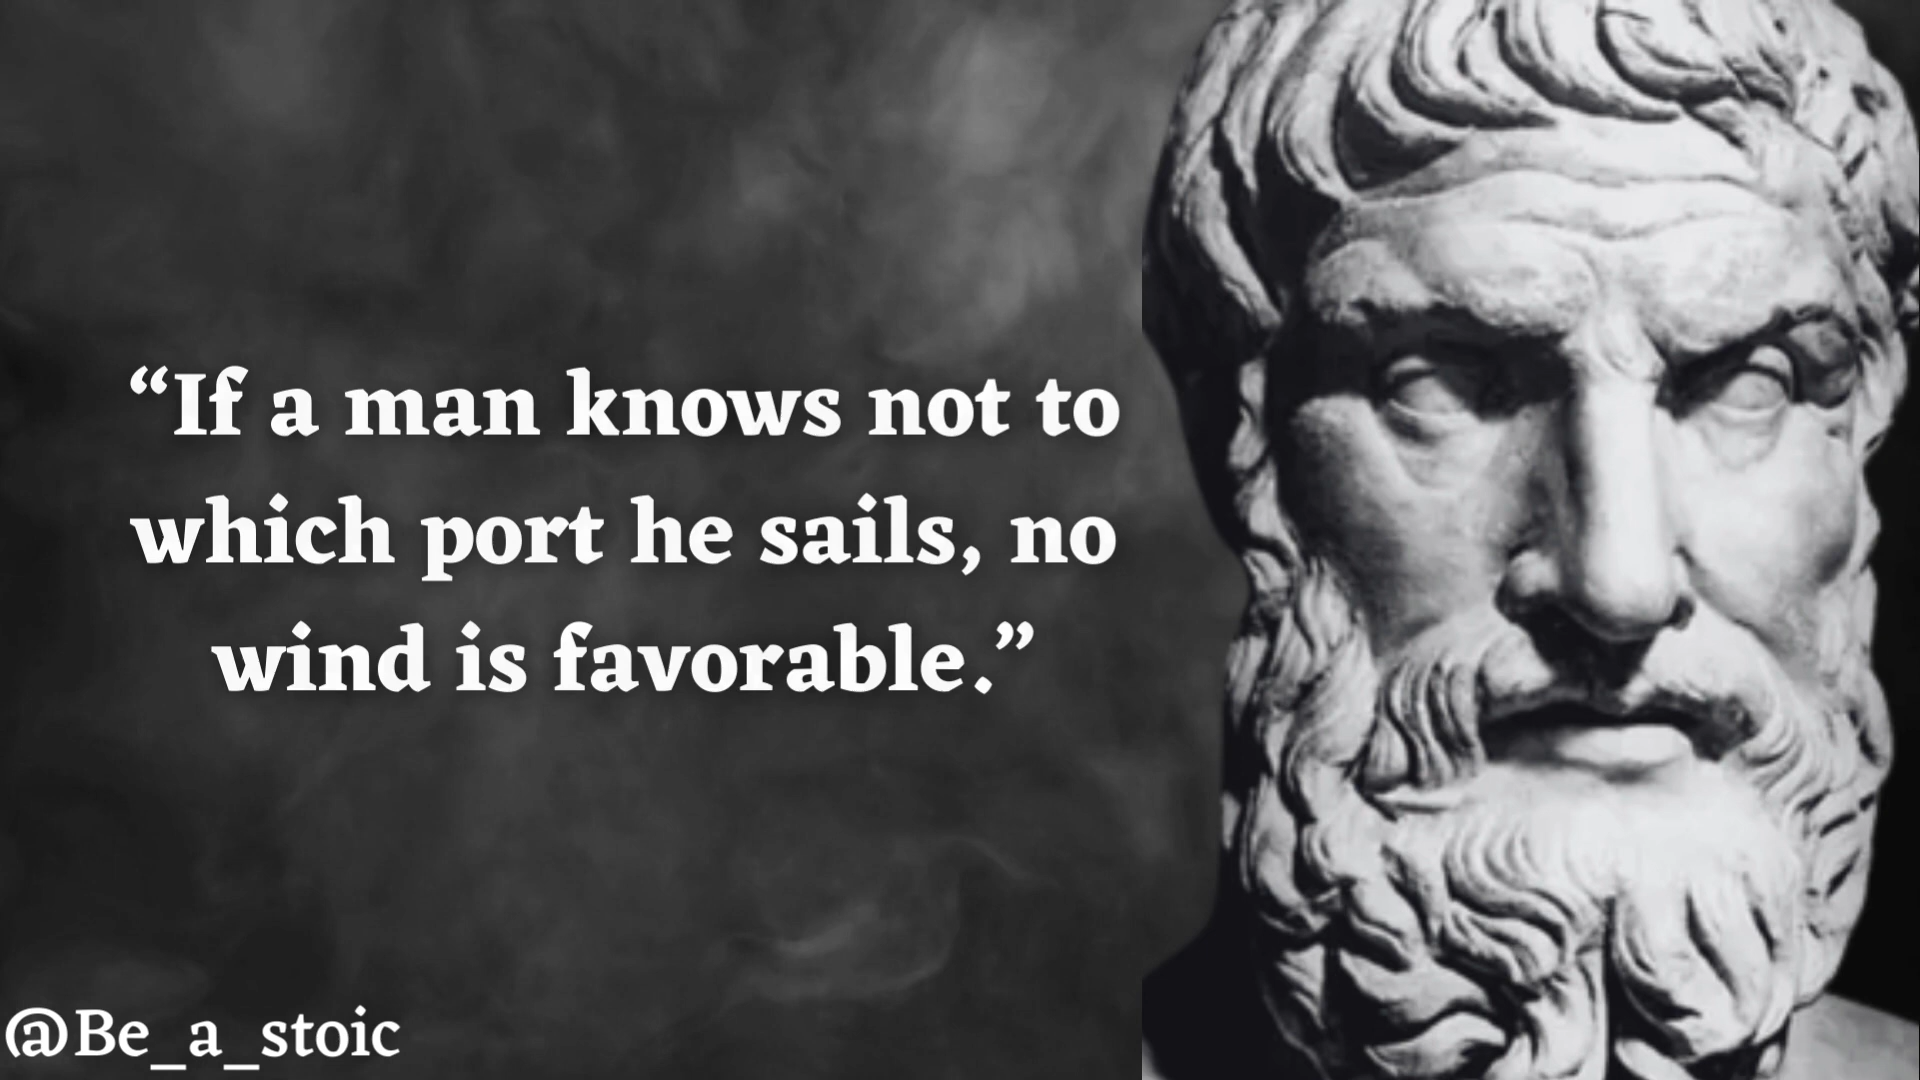 “If a man knows not to
which port he sails, no
wind is favorable.”
@Be_a_stoic